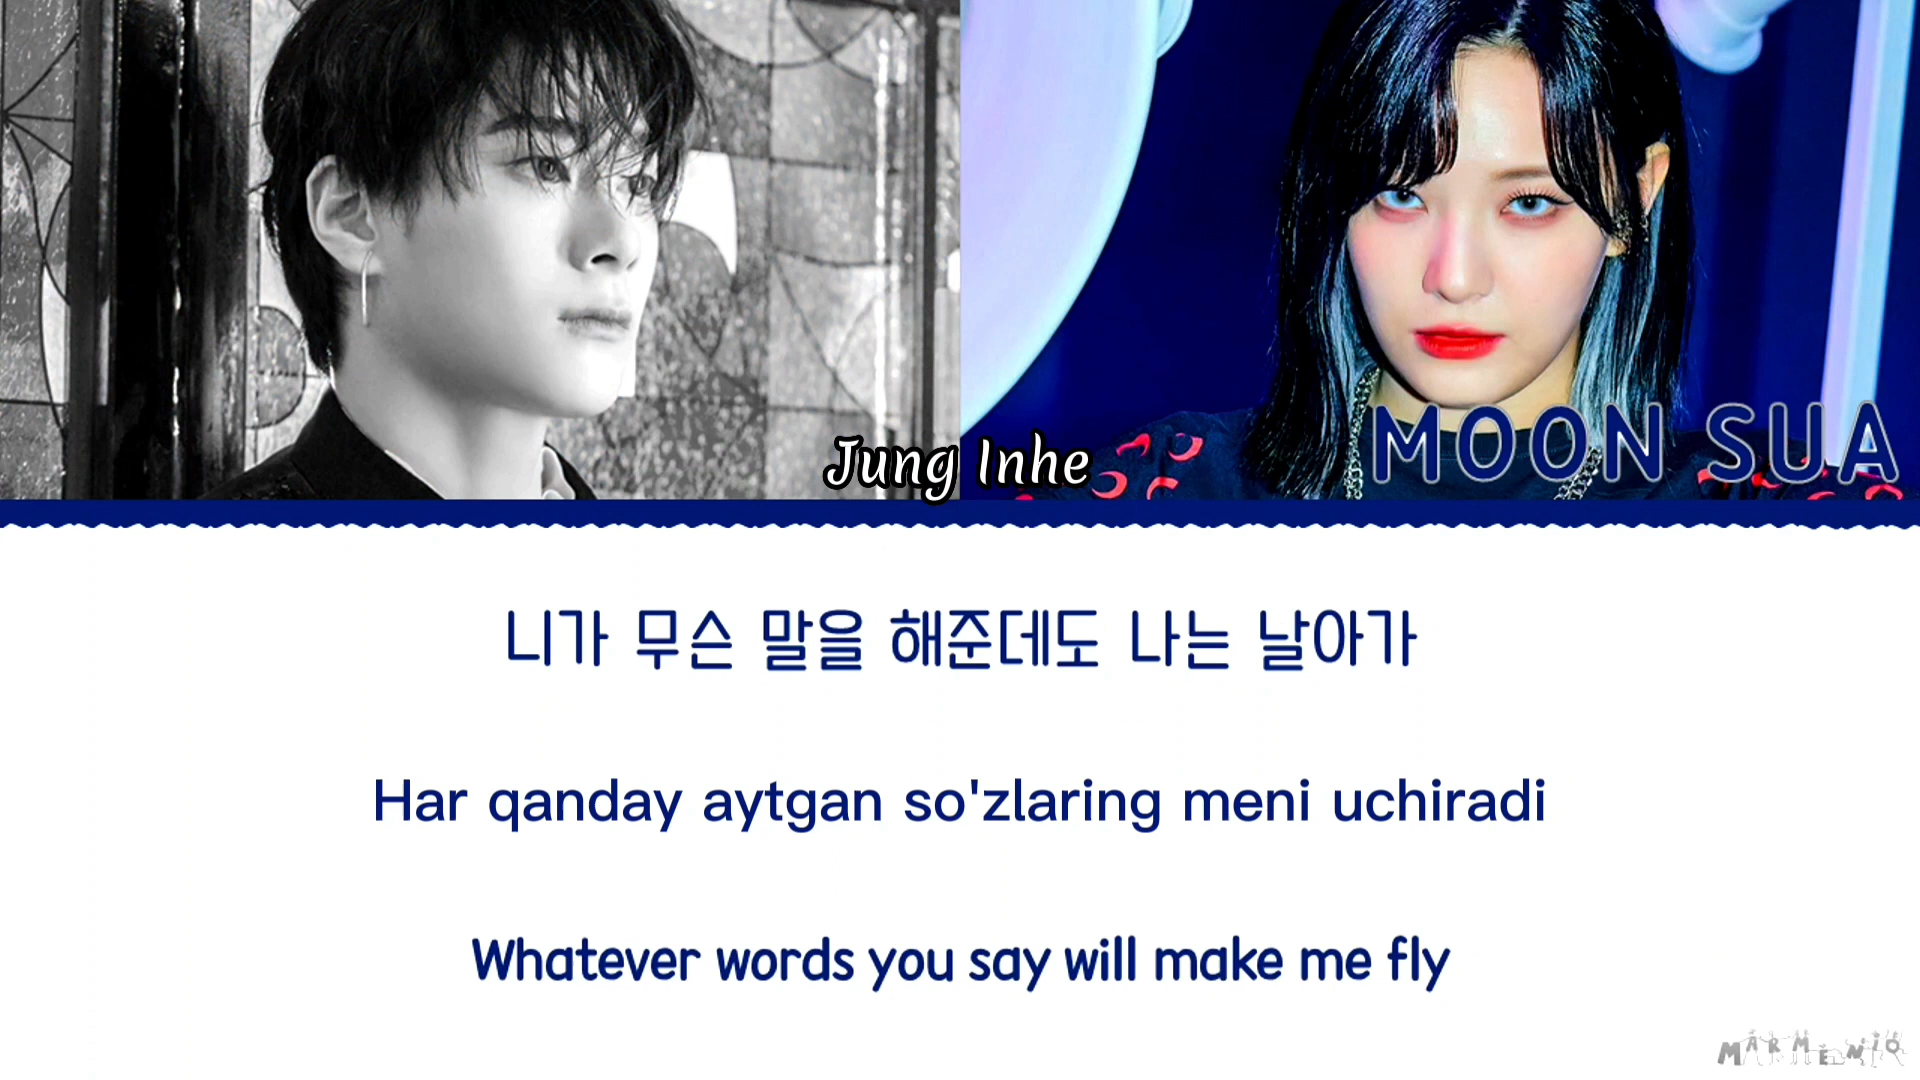 Jung Inhe
MOON SUA
니가 무슨 말을 해준데도 나는 날아가
Har qanday aytgan so'zlaring meni uchiradi
Whatever words you say will make me fly